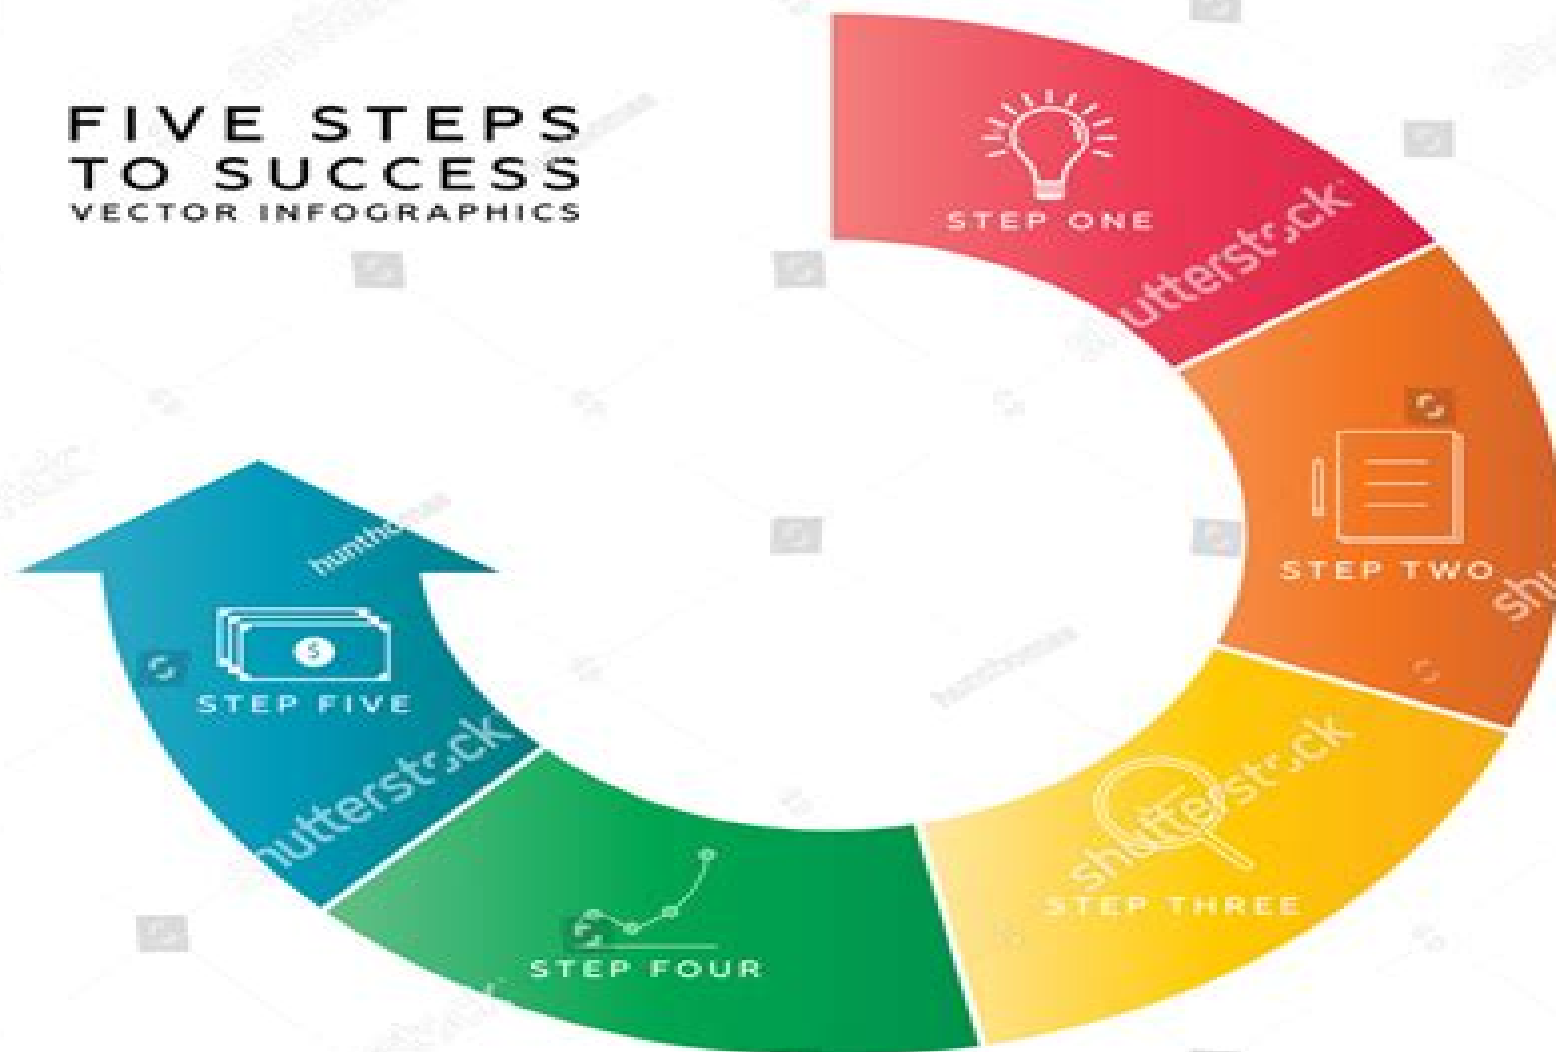 FIVE STEPS
TO SUCCESS
VECTOR INFOGRAPHICS
STEP ONE
shutterstock
STEP TWO
STEP THREE
shutterstock
STEP FOUR
$
STEP FIVE
shutterstock